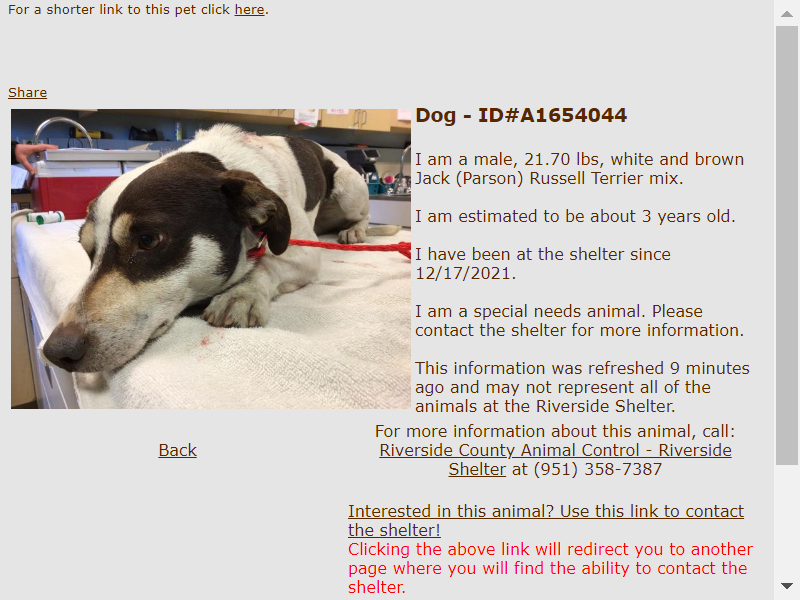 For a shorter link to this pet click here.
Share
Dog - ID#A1654044
I am a male, 21.70 lbs, white and brown
Jack (Parson) Russell Terrier mix.
I am estimated to be about 3 years old.
I have been at the shelter since
12/17/2021.
I am a special needs animal. Please
contact the shelter for more information.
This information was refreshed 9 minutes
ago and may not represent all of the
animals at the Riverside Shelter.
Back
For more information about this animal, call:
Riverside County Animal Control - Riverside
Shelter at (951) 358-7387
Interested in this animal? Use this link to contact
the shelter!
Clicking the above link will redirect you to another
page where you will find the ability to contact the
shelter.